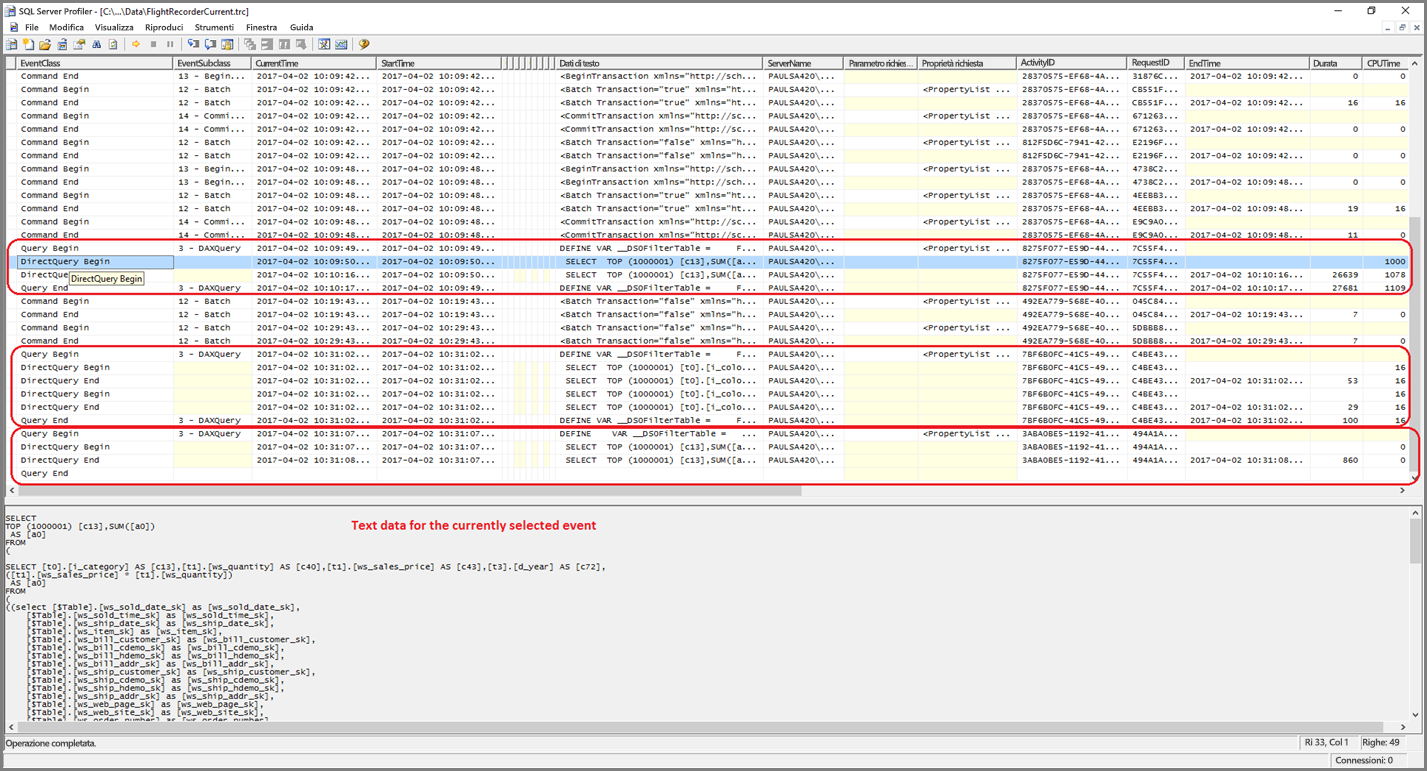 SQL Server Profiler - [C:\...\Data\FlightRecorderCurrent.trc]
File Modifica Visualizza Riproduci Strumenti Finestra Guida
EventClass EventSubclass CurrentTime StartTime Dati di testo ServerName Parametro richies... Proprietà richiesta ActivityID RequestID EndTime Durata CPUTime
Command End 13 - Begin... 2017-04-02 10:09:42... 2017-04-02 10:09:42... <BeginTransaction xmlns="http://sch... PAULSA420\... 28370575-EF68-4A... 31876C... 2017-04-02 10:09:42... 0 0
Command Begin 12 - Batch 2017-04-02 10:09:42... 2017-04-02 10:09:42... <Batch Transaction="true" xmlns="ht... PAULSA420\... <PropertyList ... 28370575-EF68-4A... CB551F...
Command End 12 - Batch 2017-04-02 10:09:42... 2017-04-02 10:09:42... <Batch Transaction="true" xmlns="ht... PAULSA420\... 28370575-EF68-4A... CB551F... 2017-04-02 10:09:42... 16 16
Command Begin 14 - Commi... 2017-04-02 10:09:42... 2017-04-02 10:09:42... <CommitTransaction xmlns="http://sc... PAULSA420\... <PropertyList ... 28370575-EF68-4A... 671263...
Command End 14 - Commi... 2017-04-02 10:09:42... 2017-04-02 10:09:42... <CommitTransaction xmlns="http://sc... PAULSA420\... 28370575-EF68-4A... 671263... 2017-04-02 10:09:42... 0 0
Command Begin 12 - Batch 2017-04-02 10:09:42... 2017-04-02 10:09:42... <Batch Transaction="false" xmlns="h... PAULSA420\... <PropertyList ... 812F5D6C-7941-42... E2196F...
Command End 12 - Batch 2017-04-02 10:09:42... 2017-04-02 10:09:42... <Batch Transaction="false" xmlns="h... PAULSA420\... 812F5D6C-7941-42... E2196F... 2017-04-02 10:09:42... 0 0
Command Begin 13 - Begin... 2017-04-02 10:09:48... 2017-04-02 10:09:48... <BeginTransaction xmlns="http://sch... PAULSA420\... <PropertyList ... 28370575-EF68-4A... 4738C2...
Command End 13 - Begin... 2017-04-02 10:09:48... 2017-04-02 10:09:48... <BeginTransaction xmlns="http://sch... PAULSA420\... 28370575-EF68-4A... 4738C2... 2017-04-02 10:09:48... 0 0
Command Begin 12 - Batch 2017-04-02 10:09:48... 2017-04-02 10:09:48... <Batch Transaction="true" xmlns="ht... PAULSA420\... <PropertyList ... 28370575-EF68-4A... 4EEBB3...
Command End 12 - Batch 2017-04-02 10:09:48... 2017-04-02 10:09:48... <Batch Transaction="true" xmlns="ht... PAULSA420\... 28370575-EF68-4A... 4EEBB3... 2017-04-02 10:09:48... 19 16
Command Begin 14 - Commi... 2017-04-02 10:09:48... 2017-04-02 10:09:48... <CommitTransaction xmlns="http://sc... PAULSA420\... <PropertyList ... 28370575-EF68-4A... E9C9A0...
Command End 14 - Commi... 2017-04-02 10:09:48... 2017-04-02 10:09:48... <CommitTransaction xmlns="http://sc... PAULSA420\... 28370575-EF68-4A... E9C9A0... 2017-04-02 10:09:48... 11 0
Query Begin 3 - DAXQuery 2017-04-02 10:09:49... 2017-04-02 10:09:49... DEFINE VAR __DSOFilterTable = F... PAULSA420\... <PropertyList ... 8275F077-E59D-44... 7C55F4...
DirectQuery Begin 2017-04-02 10:09:50... 2017-04-02 10:09:50... SELECT TOP (1000001) [c13],SUM([a... PAULSA420\... 8275F077-E59D-44... 7C55F4... 1000
DirectQue 2017-04-02 10:10:16... 2017-04-02 10:09:50... SELECT TOP (1000001) [c13],SUM([a... PAULSA420\... 8275F077-E59D-44... 7C55F4... 2017-04-02 10:10:16... 26639 1078
DirectQuery Begin
Query End 3 - DAXQuery 2017-04-02 10:10:17... 2017-04-02 10:09:49... DEFINE VAR __DSOFilterTable = F... PAULSA420\... 8275F077-E59D-44... 7C55F4... 2017-04-02 10:10:17... 27681 1109
Command Begin 12 - Batch 2017-04-02 10:19:43... 2017-04-02 10:19:43... <Batch Transaction="false" xmlns="h... PAULSA420\... <PropertyList ... 492EA779-568E-40... 045C84...
Command End 12 - Batch 2017-04-02 10:19:43... 2017-04-02 10:19:43... <Batch Transaction="false" xmlns="h... PAULSA420\... 492EA779-568E-40... 045C84... 2017-04-02 10:19:43... 7 0
Command Begin 12 - Batch 2017-04-02 10:29:43... 2017-04-02 10:29:43... <Batch Transaction="false" xmlns="h... PAULSA420\... <PropertyList ... 492EA779-568E-40... 5DBBB8...
Command End 12 - Batch 2017-04-02 10:29:43... 2017-04-02 10:29:43... <Batch Transaction="false" xmlns="h... PAULSA420\... 492EA779-568E-40... 5DBBB8... 2017-04-02 10:29:43... 7 0
Query Begin 3 - DAXQuery 2017-04-02 10:31:02... 2017-04-02 10:31:02... DEFINE VAR __DSOFilterTable = F... PAULSA420\... <PropertyList ... 7BF6B0FC-41C5-49... C4BE43...
DirectQuery Begin 2017-04-02 10:31:02... 2017-04-02 10:31:02... SELECT TOP (1000001) [t0].[i_colo... PAULSA420\... 7BF6B0FC-41C5-49... C4BE43... 16
DirectQuery End 2017-04-02 10:31:02... 2017-04-02 10:31:02... SELECT TOP (1000001) [t0].[i_colo... PAULSA420\... 7BF6B0FC-41C5-49... C4BE43... 2017-04-02 10:31:02... 53 16
DirectQuery Begin 2017-04-02 10:31:02... 2017-04-02 10:31:02... SELECT TOP (1000001) [t0].[i_colo... PAULSA420\... 7BF6B0FC-41C5-49... C4BE43... 16
DirectQuery End 2017-04-02 10:31:02... 2017-04-02 10:31:02... SELECT TOP (1000001) [t0].[i_colo... PAULSA420\... 7BF6B0FC-41C5-49... C4BE43... 2017-04-02 10:31:02... 29 16
Query End 3 - DAXQuery 2017-04-02 10:31:02... 2017-04-02 10:31:02... DEFINE VAR __DSOFilterTable = F... PAULSA420\... 7BF6B0FC-41C5-49... C4BE43... 2017-04-02 10:31:02... 100 16
Query Begin 3 - DAXQuery 2017-04-02 10:31:07... 2017-04-02 10:31:07... DEFINE VAR __DSOFilterTable = ... PAULSA420\... <PropertyList ... 3ABA0BE5-1192-41... 494A1A...
DirectQuery Begin 2017-04-02 10:31:07... 2017-04-02 10:31:07... SELECT TOP (1000001) [c13],SUM([a... PAULSA420\... 3ABA0BE5-1192-41... 494A1A... 0
DirectQuery End 2017-04-02 10:31:08... 2017-04-02 10:31:07... SELECT TOP (1000001) [c13],SUM([a... PAULSA420\... 3ABA0BE5-1192-41... 494A1A... 2017-04-02 10:31:08... 860 0
Query End
Text data for the currently selected event
SELECT
TOP (1000001) [c13],SUM([a0])
AS [a0]
FROM
(
SELECT [t0].[i_category] AS [c13],[t1].[ws_quantity] AS [c40],[t1].[ws_sales_price] AS [c43],[t3].[d_year] AS [c72],
([t1].[ws_sales_price] * [t1].[ws_quantity])
AS [a0]
FROM
(
((select [$Table].[ws_sold_date_sk] as [ws_sold_date_sk],
[$Table].[ws_sold_time_sk] as [ws_sold_time_sk],
[$Table].[ws_ship_date_sk] as [ws_ship_date_sk],
[$Table].[ws_item_sk] as [ws_item_sk],
[$Table].[ws_bill_customer_sk] as [ws_bill_customer_sk],
[$Table].[ws_bill_cdemo_sk] as [ws_bill_cdemo_sk],
[$Table].[ws_bill_hdemo_sk] as [ws_bill_hdemo_sk],
[$Table].[ws_bill_addr_sk] as [ws_bill_addr_sk],
[$Table].[ws_ship_customer_sk] as [ws_ship_customer_sk],
[$Table].[ws_ship_cdemo_sk] as [ws_ship_cdemo_sk],
[$Table].[ws_ship_hdemo_sk] as [ws_ship_hdemo_sk],
[$Table].[ws_ship_addr_sk] as [ws_ship_addr_sk],
[$Table].[ws_web_page_sk] as [ws_web_page_sk],
[$Table].[ws_web_site_sk] as [ws_web_site_sk],
[$Table].[ws_order_number] as [ws_order_number]
Operazione completata. Ri 33, Col 1 Righe: 49
Connessioni: 0